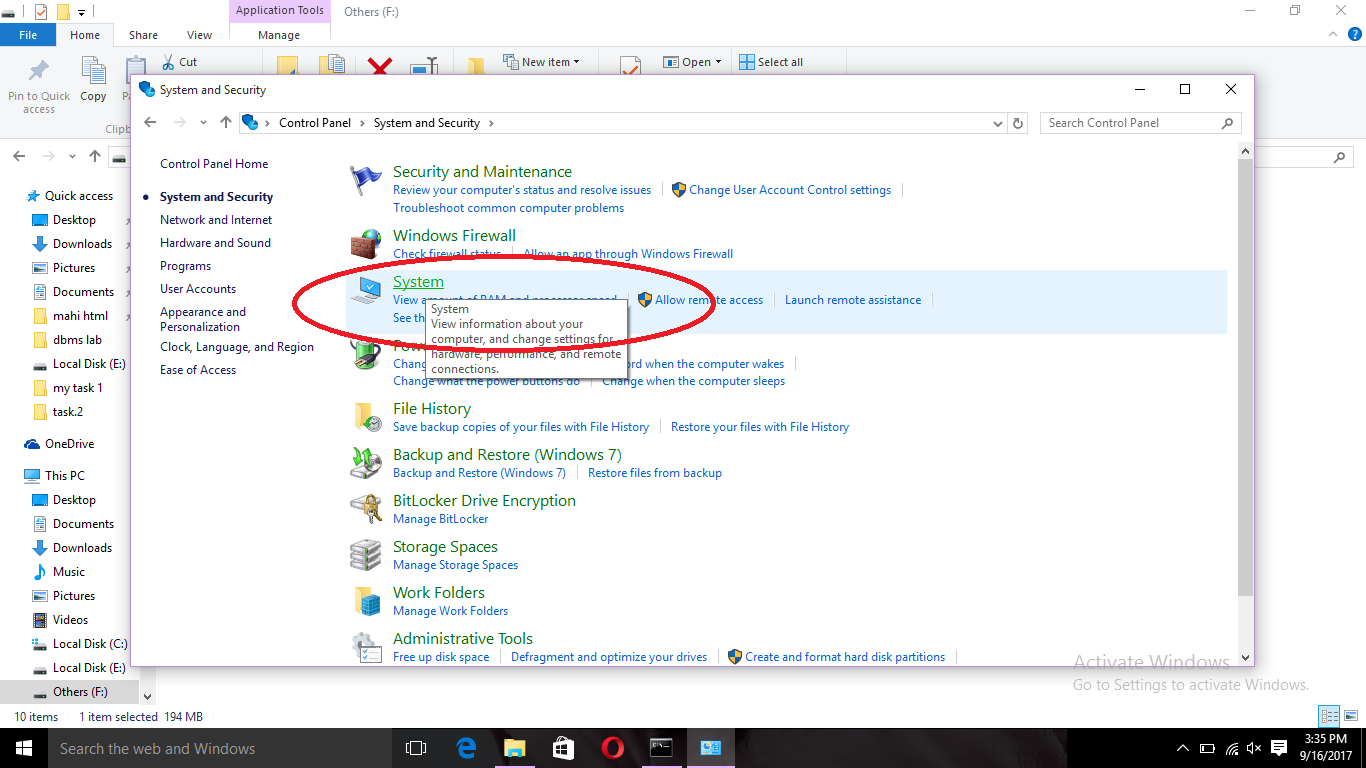 Application Tools
Others (F:)
File
Home
Share
View
Manage
Pin to Quick access
Copy
Cut
New item
Open
Select all
System and Security
Control Panel
System and Security
Search Control Panel
Control Panel Home
System and Security
Network and Internet
Hardware and Sound
Programs
User Accounts
Appearance and
Personalization
Clock, Language, and Region
Ease of Access
Security and Maintenance
Review your computer's status and resolve issues
Change User Account Control settings
Troubleshoot common computer problems
Windows Firewall
Check firewall status
Allow an app through Windows Firewall
System
View amount of RAM and processor speed
Allow remote access
Launch remote assistance
See
System
View information about your
computer, and change settings for
hardware, performance, and remote
connections.
when the computer wakes
Change what the power buttons do
Change when the computer sleeps
File History
Save backup copies of your files with File History
Restore your files with File History
Backup and Restore (Windows 7)
Backup and Restore (Windows 7)
Restore files from backup
BitLocker Drive Encryption
Manage BitLocker
Storage Spaces
Manage Storage Spaces
Work Folders
Manage Work Folders
Administrative Tools
Free up disk space
Defragment and optimize your drives
Create and format hard disk partitions
Quick access
Desktop
Downloads
Pictures
Documents
mahi html
dbms lab
Local Disk (E:)
my task 1
task.2
OneDrive
This PC
Desktop
Documents
Downloads
Music
Pictures
Videos
Local Disk (C:)
Local Disk (E:)
Others (F:)
Activate Windows
Go to Settings to activate Windows.
10 items
1 item selected 194 MB
Search the web and Windows
3:35 PM
9/16/2017